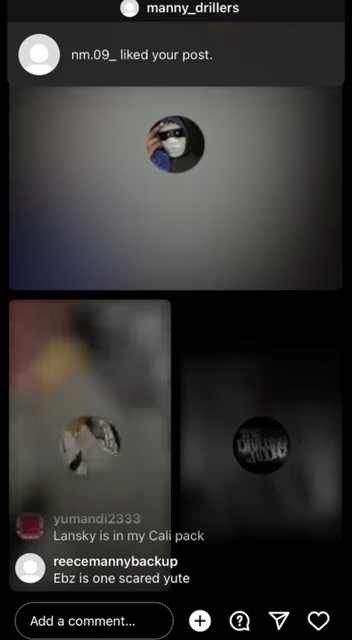 manny_drillers
nm.09_ liked your post.
yumandi2333
Lansky is in my Cali pack
reecemannybackup
Ebz is one scared yute
Add a comment...